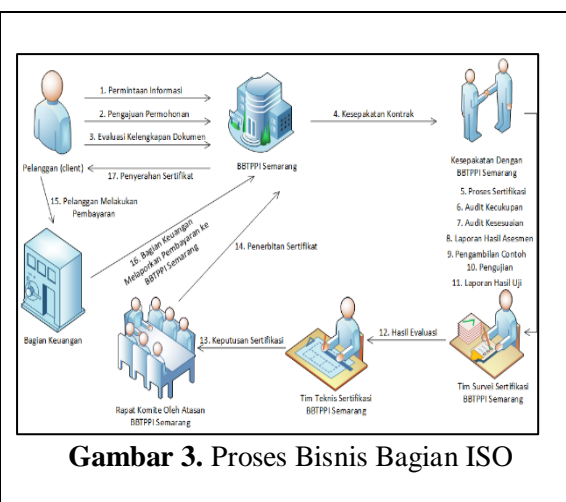 1. Permintaan Informasi
2. Pengajuan Permohonan
3. Evaluasi Kelengkapan Dokumen
4. Kesepakatan Kontrak
Pelanggan (client)
17. Penyerahan Sertifikat
BBTPPI Semarang
Kesepakatan Dengan
BBTPPI Semarang
15. Pelanggan Melakukan
Pembayaran
5. Proses Sertifikasi
6. Audit Kecukupan
7. Audit Kesesuaian
8. Laporan Hasil Asesmen
9. Pengambilan Contoh
10. Pengujian
11. Laporan Hasil Uji
16. Bagian Keuangan
Melaporkan Pembayaran ke
BBTPPI Semarang
14. Penerbitan Sertifikat
Bagian Keuangan
13. Keputusan Sertifikasi
12. Hasil Evaluasi
Rapat Komite Oleh Atasan
BBTPPI Semarang
Tim Teknis Sertifikasi
BBTPPI Semarang
Tim Survei Sertifikasi
BBTPPI Semarang
Gambar 3. Proses Bisnis Bagian ISO